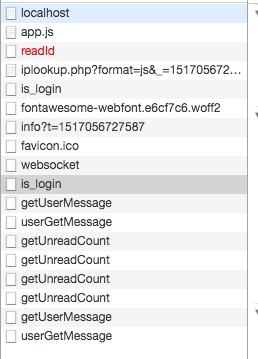 localhost
app.js
readId
iplookup.php?format=js&_=151705672...
is_login
fontawesome-webfont.e6cf7c6.woff2
info?t=1517056727587
favicon.ico
websocket
is_login
getUserMessage
userGetMessage
getUnreadCount
getUnreadCount
getUnreadCount
getUnreadCount
getUserMessage
userGetMessage